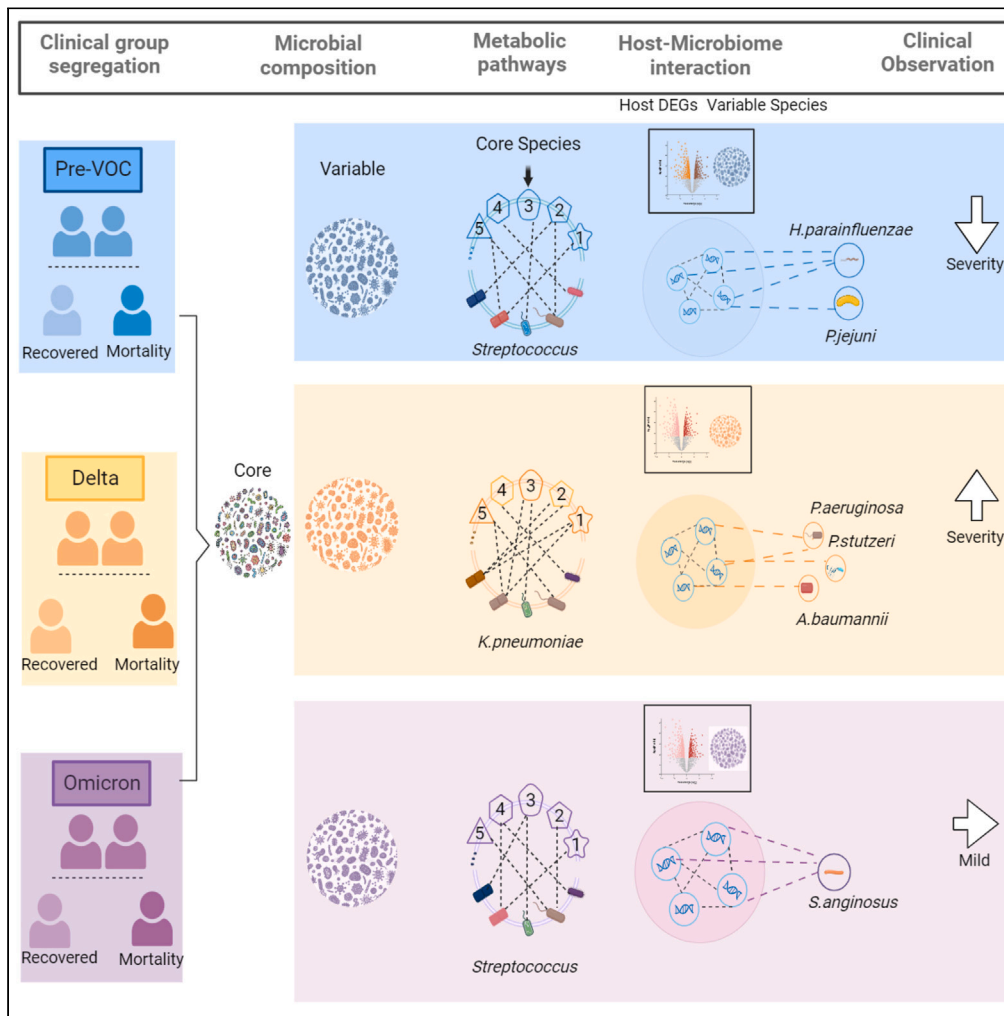 Clinical group
segregation
Microbial
composition
Metabolic
pathways
Host-Microbiome
interaction
Clinical
Observation
Host DEGs Variable Species
Pre-VOC
Recovered
Mortality
Variable
Core Species
5
4
3
2
1
Streptococcus
H.parainfluenzae
P.jejuni
Severity
Core
Delta
Recovered
Mortality
5
4
3
2
1
K.pneumoniae
P.aeruginosa
P.stutzeri
A.baumannii
Severity
Omicron
Recovered
Mortality
5
4
3
2
1
Streptococcus
S.anginosus
Mild